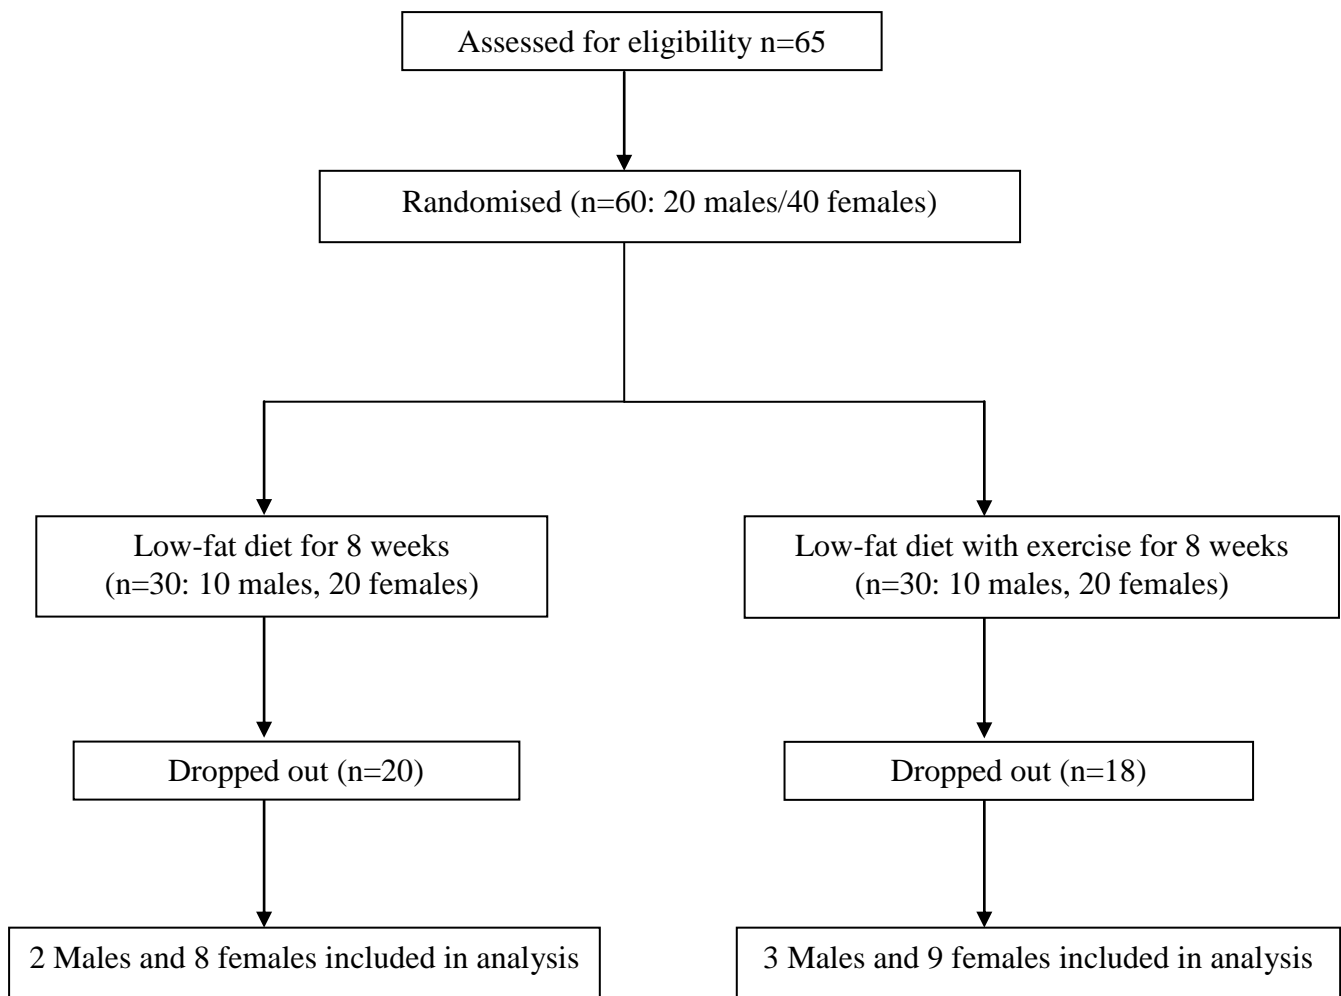 Assessed for eligibility n=65
Randomised (n=60: 20 males/40 females)
Low-fat diet for 8 weeks
(n=30: 10 males, 20 females)
Low-fat diet with exercise for 8 weeks
(n=30: 10 males, 20 females)
Dropped out (n=20)
Dropped out (n=18)
2 Males and 8 females included in analysis
3 Males and 9 females included in analysis